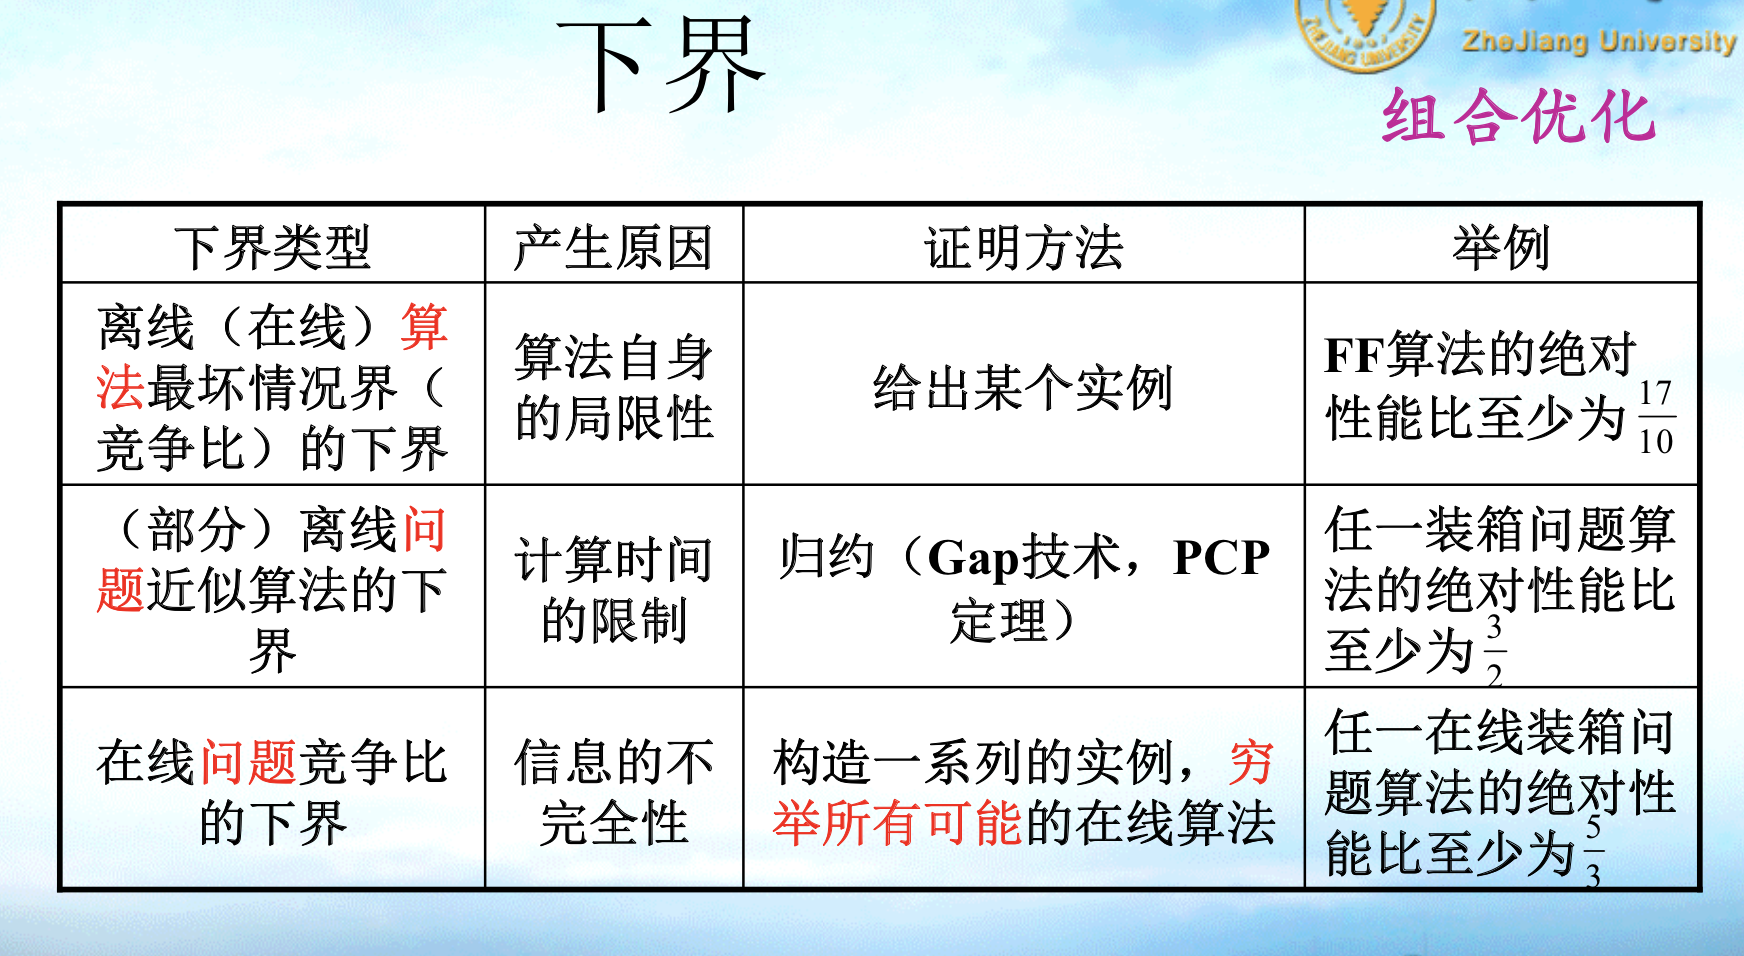 下界
ZheJiang University
组合优化
下界类型
产生原因
证明方法
举例
离线（在线）算
法最坏情况界（
竞争比）的下界
算法自身
的局限性
给出某个实例
FF算法的绝对
性能比至少为 17/10
（部分）离线问
题近似算法的下
界
计算时间
的限制
归约（Gap技术，PCP
定理）
任一装箱问题算
法的绝对性能比
至少为 3/2
在线问题竞争比
的下界
信息的不
完全性
构造一系列的实例，穷
举所有可能的在线算法
任一在线装箱问
题算法的绝对性
能比至少为 5/3